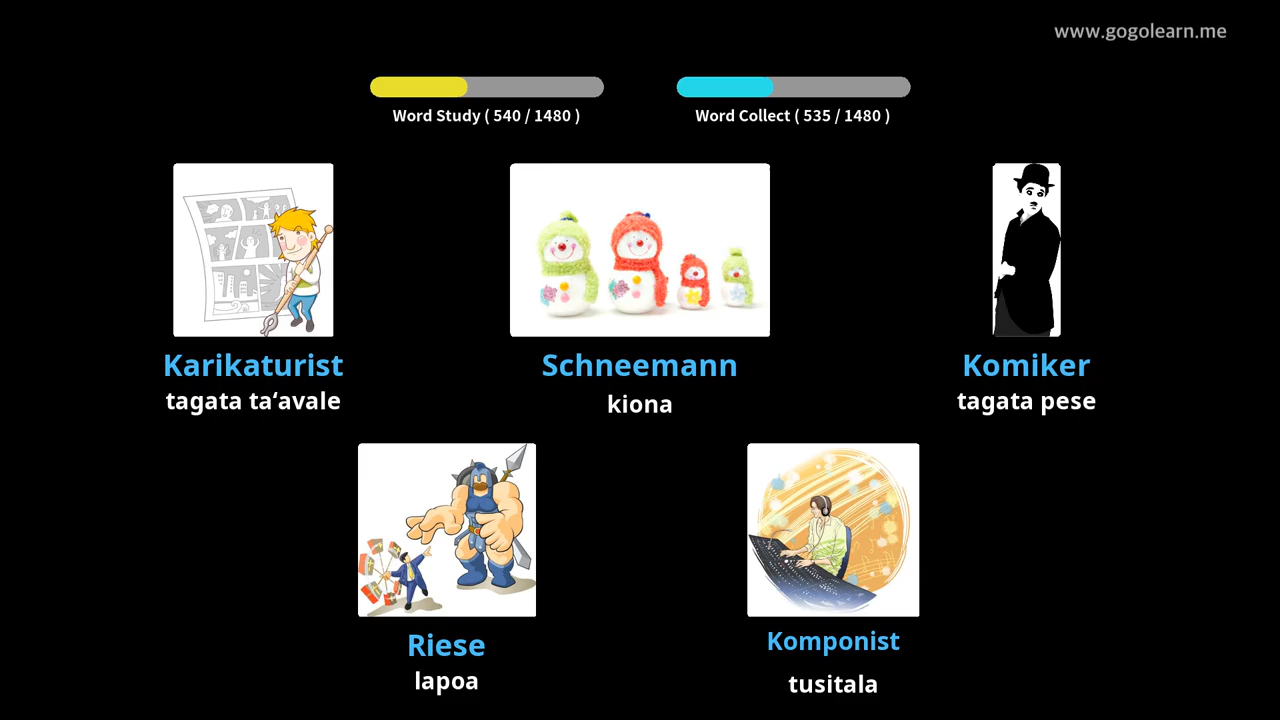 www.gogolearn.me
Word Study ( 540 / 1480 )
Word Collect ( 535 / 1480 )
Karikaturist
tagata ta‘avale
Schneemann
kiona
Komiker
tagata pese
Riese
lapoa
Komponist
tusitala